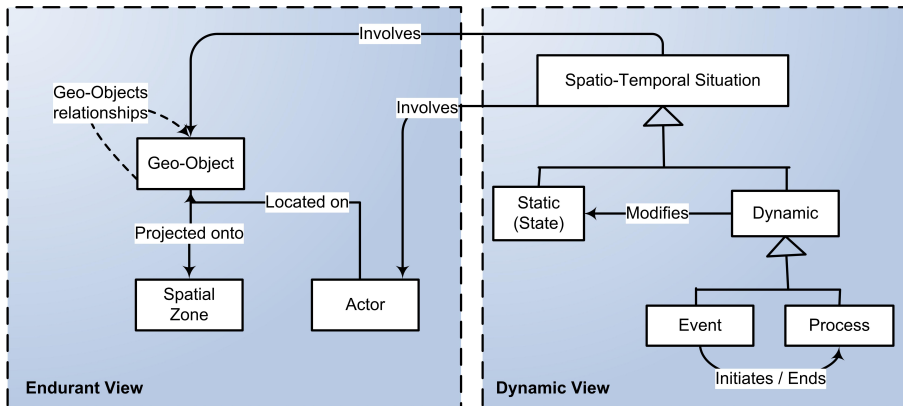 Involves
Spatio-Temporal Situation
Geo-Objects
relationships
Involves
Geo-Object
Located on
Static
(State)
Modifies
Dynamic
Projected onto
Spatial
Zone
Actor
Event
Process
Initiates / Ends
Endurant View
Dynamic View